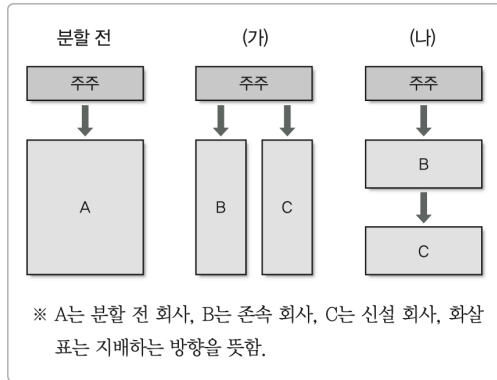 분할 전 (가) (나)
주주 주주 주주
A B C B
C
※ A는 분할 전 회사, B는 존속 회사, C는 신설 회사, 화살
표는 지배하는 방향을 뜻함.